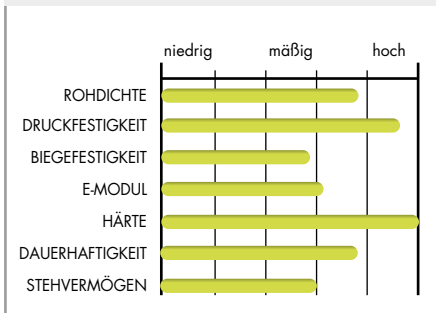 niedrig mäßig hoch
ROHDICHTE
DRUCKFESTIGKEIT
BIEGEFESTIGKEIT
E-MODUL
HÄRTE
DAUERHAFTIGKEIT
STEHVERMÖGEN